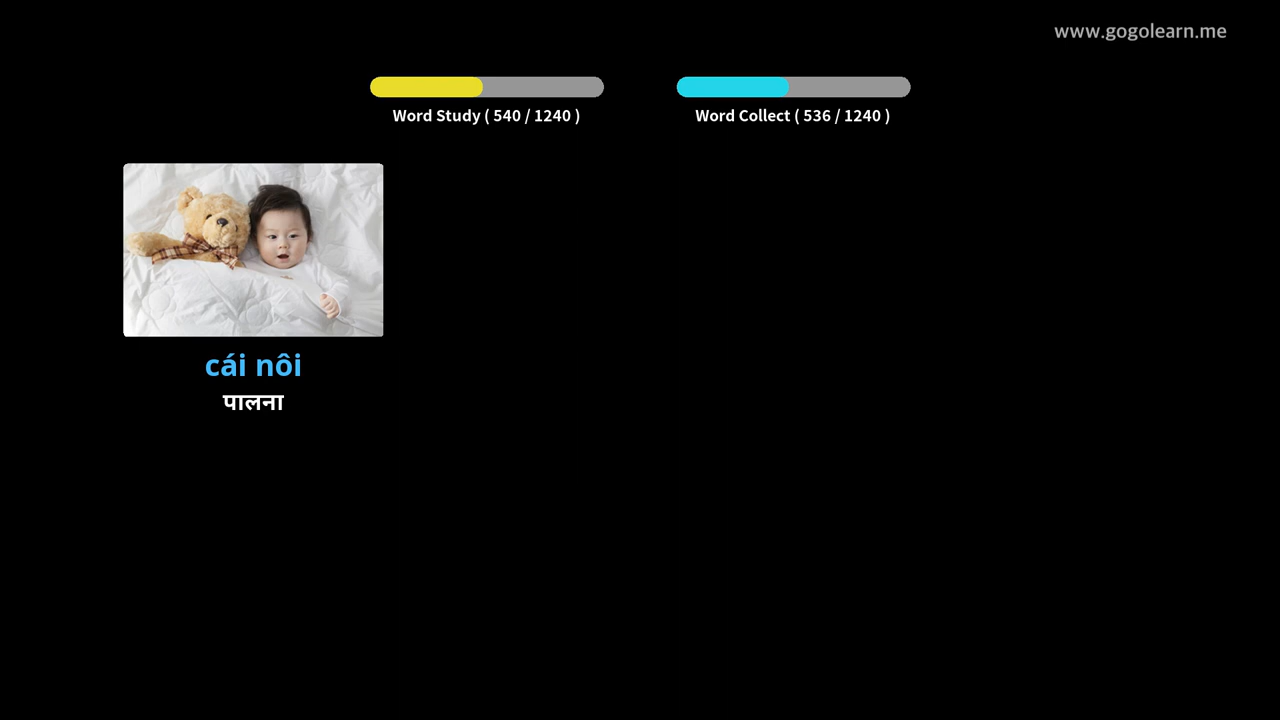 www.gogolearn.me
Word Study ( 540 / 1240 )
Word Collect ( 536 / 1240 )
cái nôi
पालना